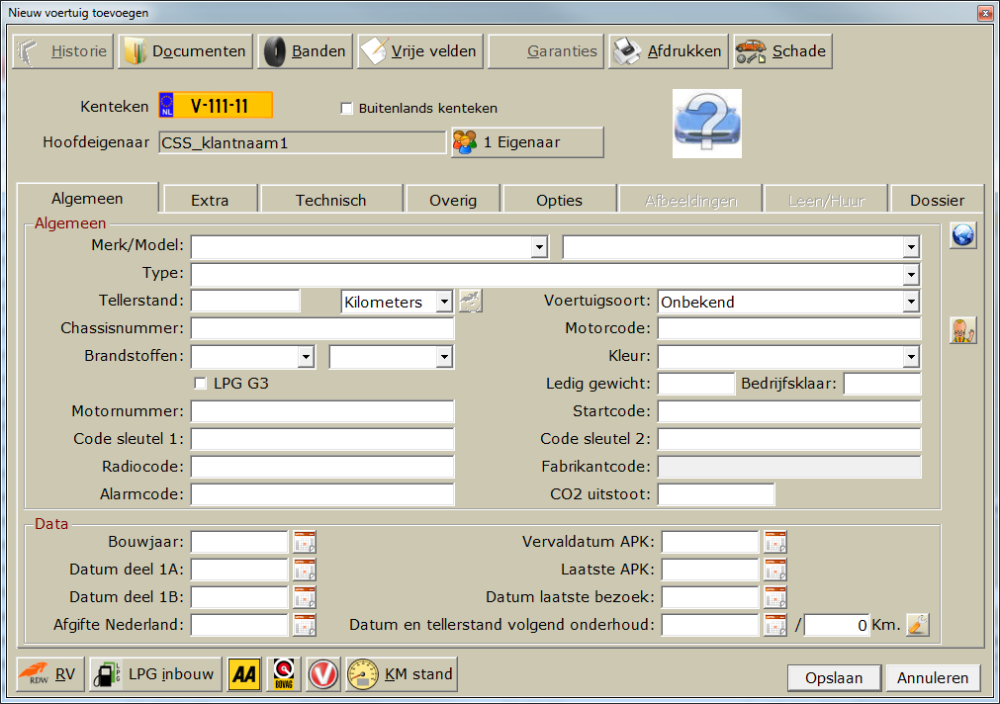 Nieuw voertuig toevoegen
Historie Documenten Banden Vrije velden Garanties Afdrukken Schade
Kenteken NL V-111-11 Buitenlands kenteken
Hoofdeigenaar CSS_klantnaam1 1 Eigenaar
Algemeen Extra Technisch Overig Opties Afbeeldingen Leen/Huur Dossier
Algemeen
Merk/Model:
Type:
Tellerstand: Kilometers Voertuigsoort: Onbekend
Chassisnummer: Motorcode:
Brandstoffen: Kleur:
LPG G3 Ledig gewicht: Bedrijfsklaar:
Motornummer: Startcode:
Code sleutel 1: Code sleutel 2:
Radiocode: Fabrikantcode:
Alarmcode: CO2 uitstoot:
Data
Bouwjaar: Vervaldatum APK:
Datum deel 1A: Laatste APK:
Datum deel 1B: Datum laatste bezoek:
Afgifte Nederland: Datum en tellerstand volgend onderhoud: / 0 Km.
RDW RV LPG LPG inbouw AA BOVAG V KM stand Opslaan Annuleren